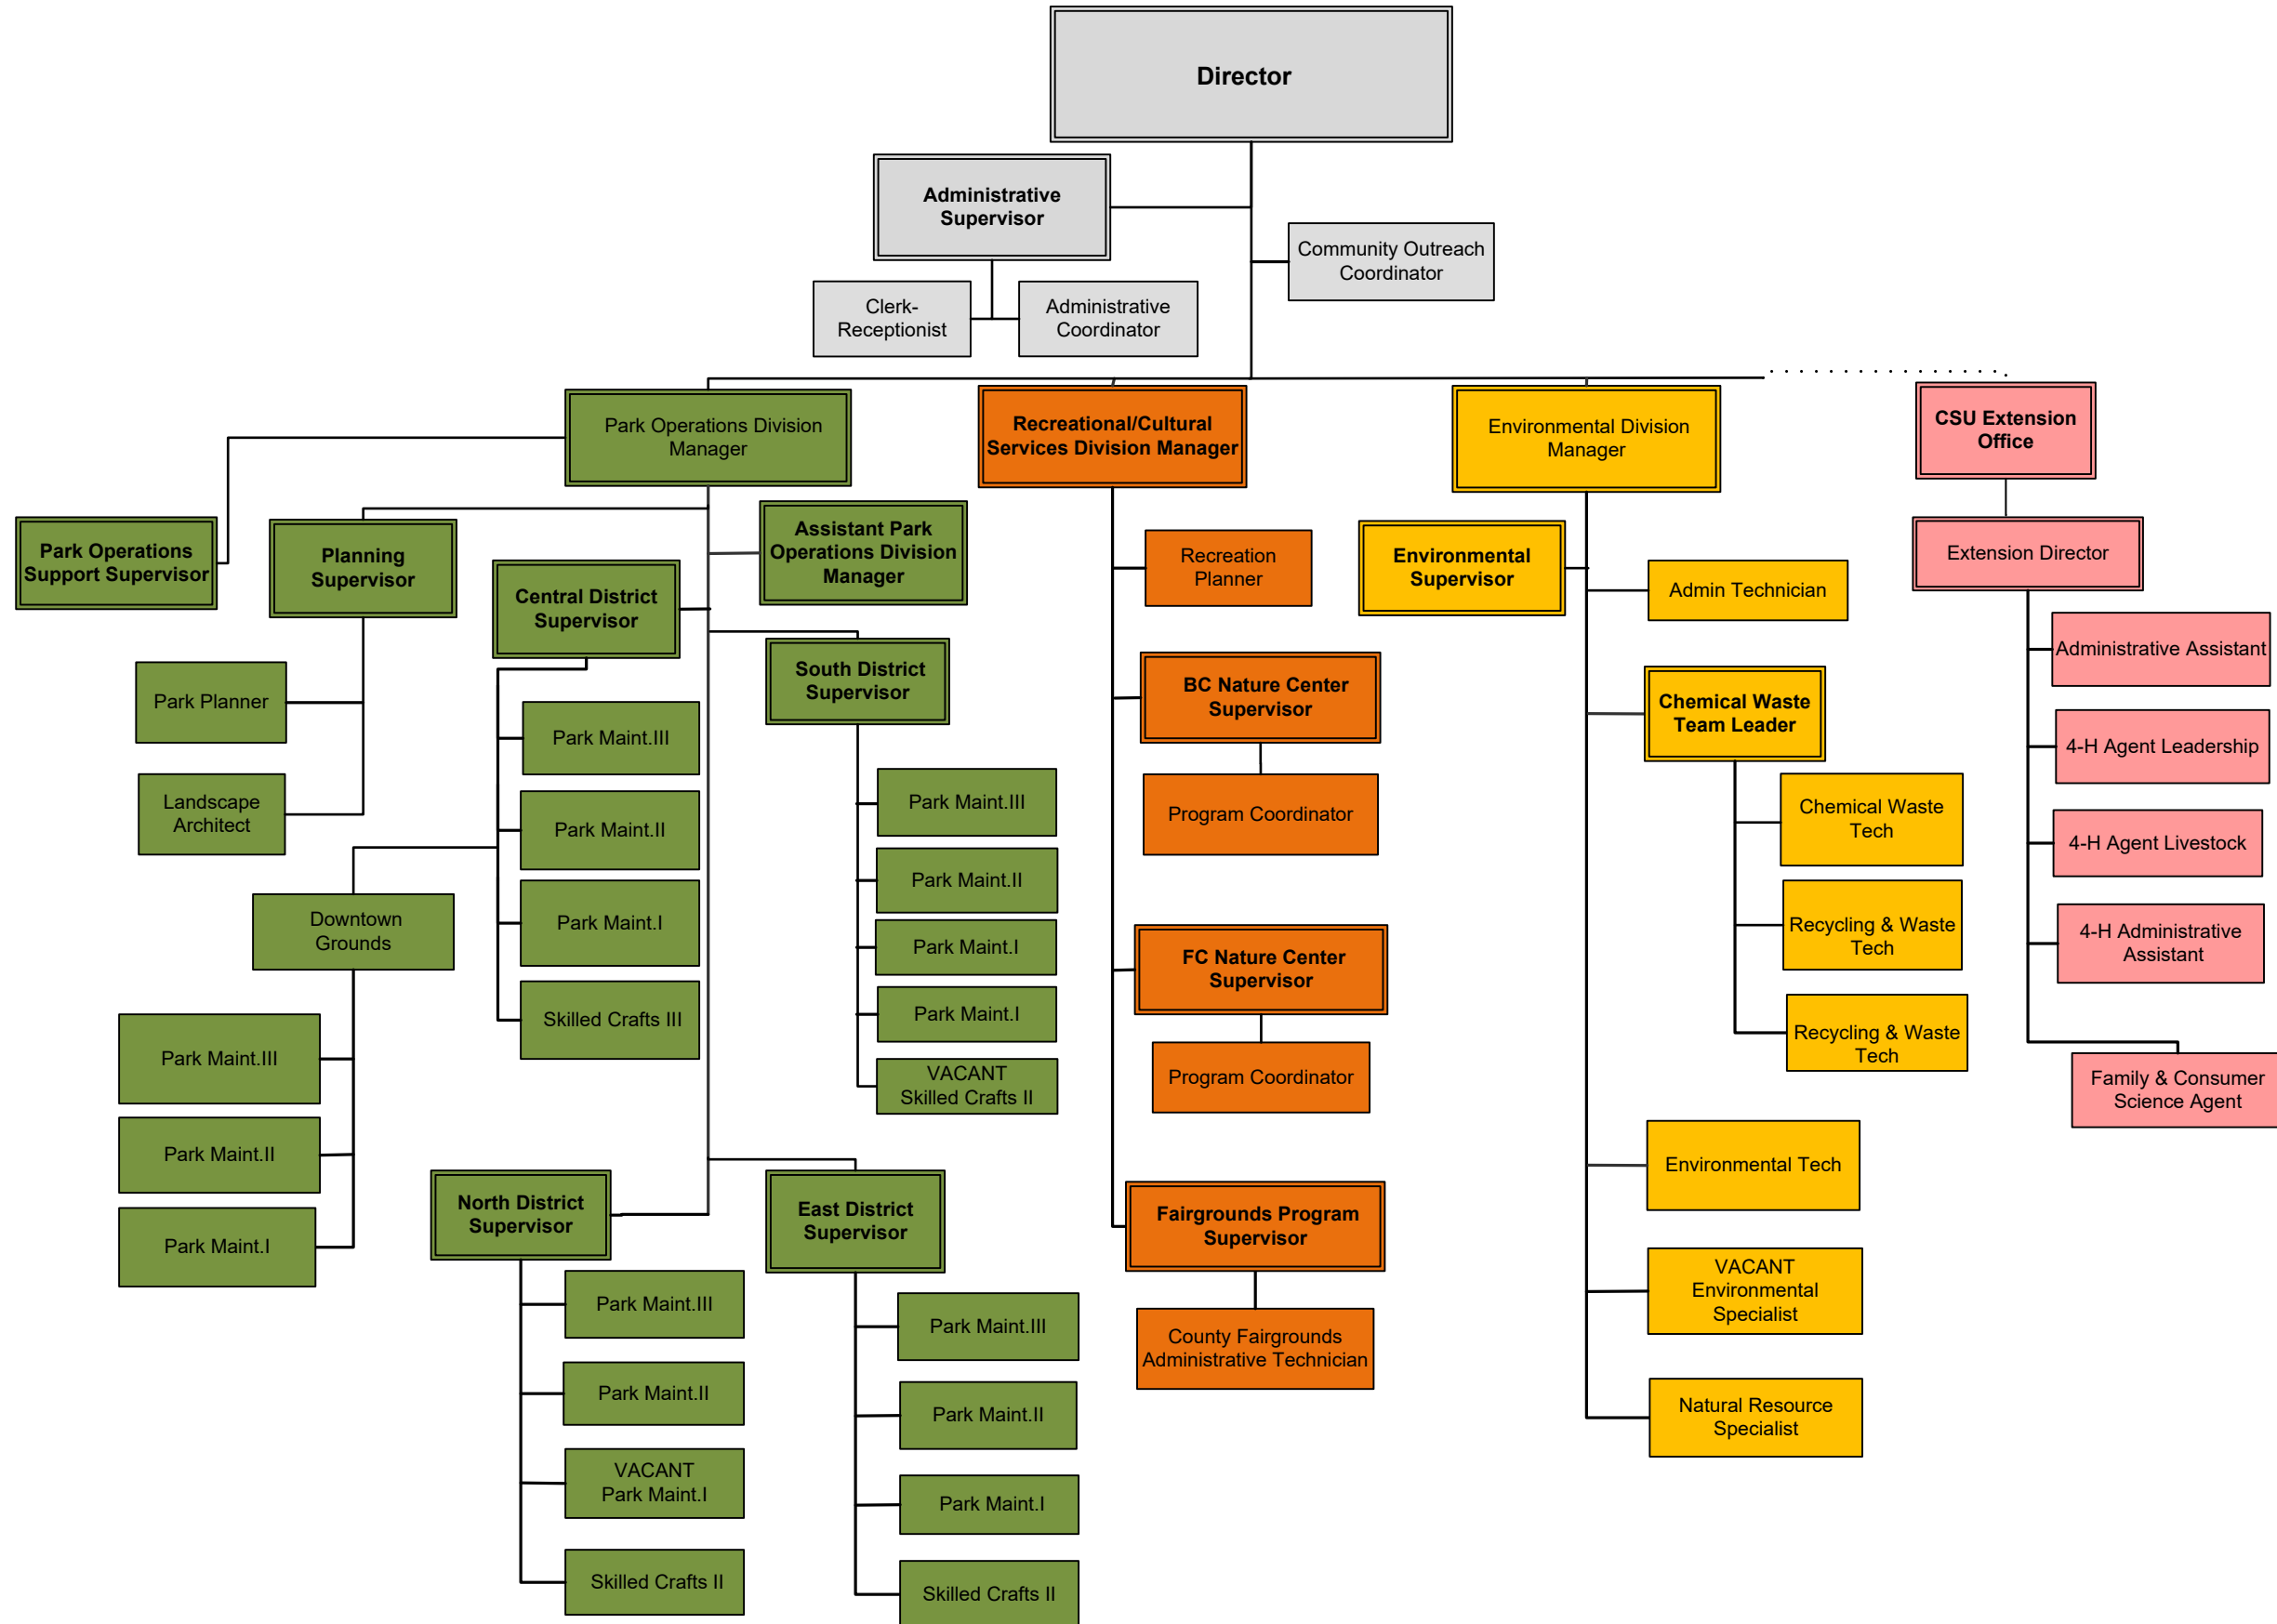 Director
Administrative
Supervisor
Community Outreach
Coordinator
Clerk-
Receptionist
Administrative
Coordinator
Park Operations Division
Manager
Recreational/Cultural
Services Division Manager
Environmental Division
Manager
CSU Extension
Office
Park Operations
Support Supervisor
Planning
Supervisor
Park Planner
Landscape
Architect
Assistant Park
Operations Division
Manager
Central District
Supervisor
Park Maint.III
Park Maint.II
Park Maint.I
Skilled Crafts III
Downtown
Grounds
Park Maint.III
Park Maint.II
Park Maint.I
South District
Supervisor
Park Maint.III
Park Maint.II
Park Maint.I
Park Maint.I
VACANT
Skilled Crafts II
North District
Supervisor
Park Maint.III
Park Maint.II
VACANT
Park Maint.I
Skilled Crafts II
East District
Supervisor
Park Maint.III
Park Maint.II
Park Maint.I
Skilled Crafts II
Recreation
Planner
BC Nature Center
Supervisor
Program Coordinator
FC Nature Center
Supervisor
Program Coordinator
Fairgrounds Program
Supervisor
County Fairgrounds
Administrative Technician
Environmental
Supervisor
Admin Technician
Chemical Waste
Team Leader
Chemical Waste
Tech
Recycling & Waste
Tech
Recycling & Waste
Tech
Environmental Tech
VACANT
Environmental
Specialist
Natural Resource
Specialist
Extension Director
Administrative Assistant
4-H Agent Leadership
4-H Agent Livestock
4-H Administrative
Assistant
Family & Consumer
Science Agent